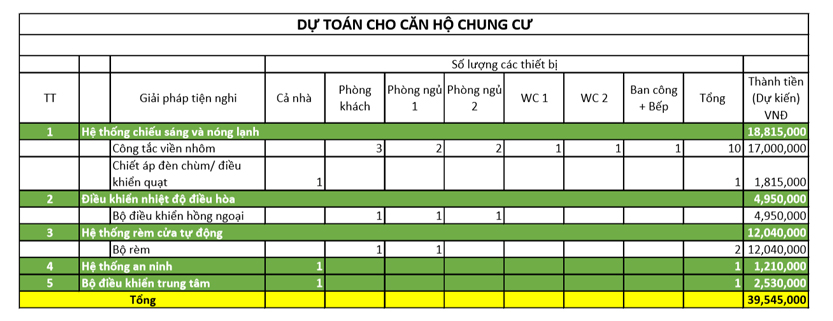 DỰ TOÁN CHO CĂN HỘ CHUNG CƯ
Số lượng các thiết bị
TT Giải pháp tiện nghi Cả nhà Phòng khách Phòng ngủ 1 Phòng ngủ 2 WC 1 WC 2 Ban công + Bếp Tổng Thành tiền (Dự kiến) VNĐ
1 Hệ thống chiếu sáng và nóng lạnh 18,815,000
Công tắc viền nhôm 3 2 2 1 1 1 10 17,000,000
Chiết áp đèn chùm/ điều khiển quạt 1 1 1,815,000
2 Điều khiển nhiệt độ điều hòa 4,950,000
Bộ điều khiển hồng ngoại 1 1 1 4,950,000
3 Hệ thống rèm cửa tự động 12,040,000
Bộ rèm 1 1 2 12,040,000
4 Hệ thống an ninh 1 1 1,210,000
5 Bộ điều khiển trung tâm 1 1 2,530,000
Tổng 39,545,000